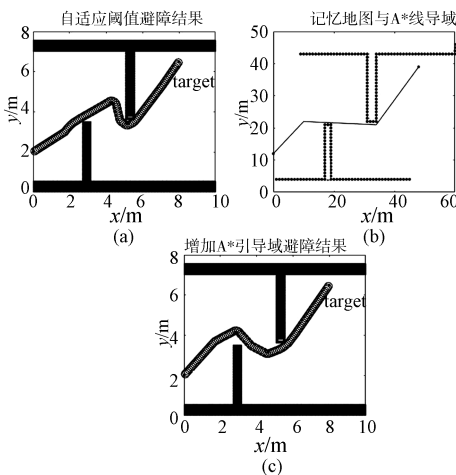 自适应阈值避障结果
8
6
4
2
0
y/m
target
0 2 4 6 8 10
x/m
(a)
记忆地图与A*线导域
50
40
30
20
10
0
y/m
0 20 40 60
x/m
(b)
增加A*引导域避障结果
8
6
4
2
0
y/m
target
0 2 4 6 8 10
x/m
(c)